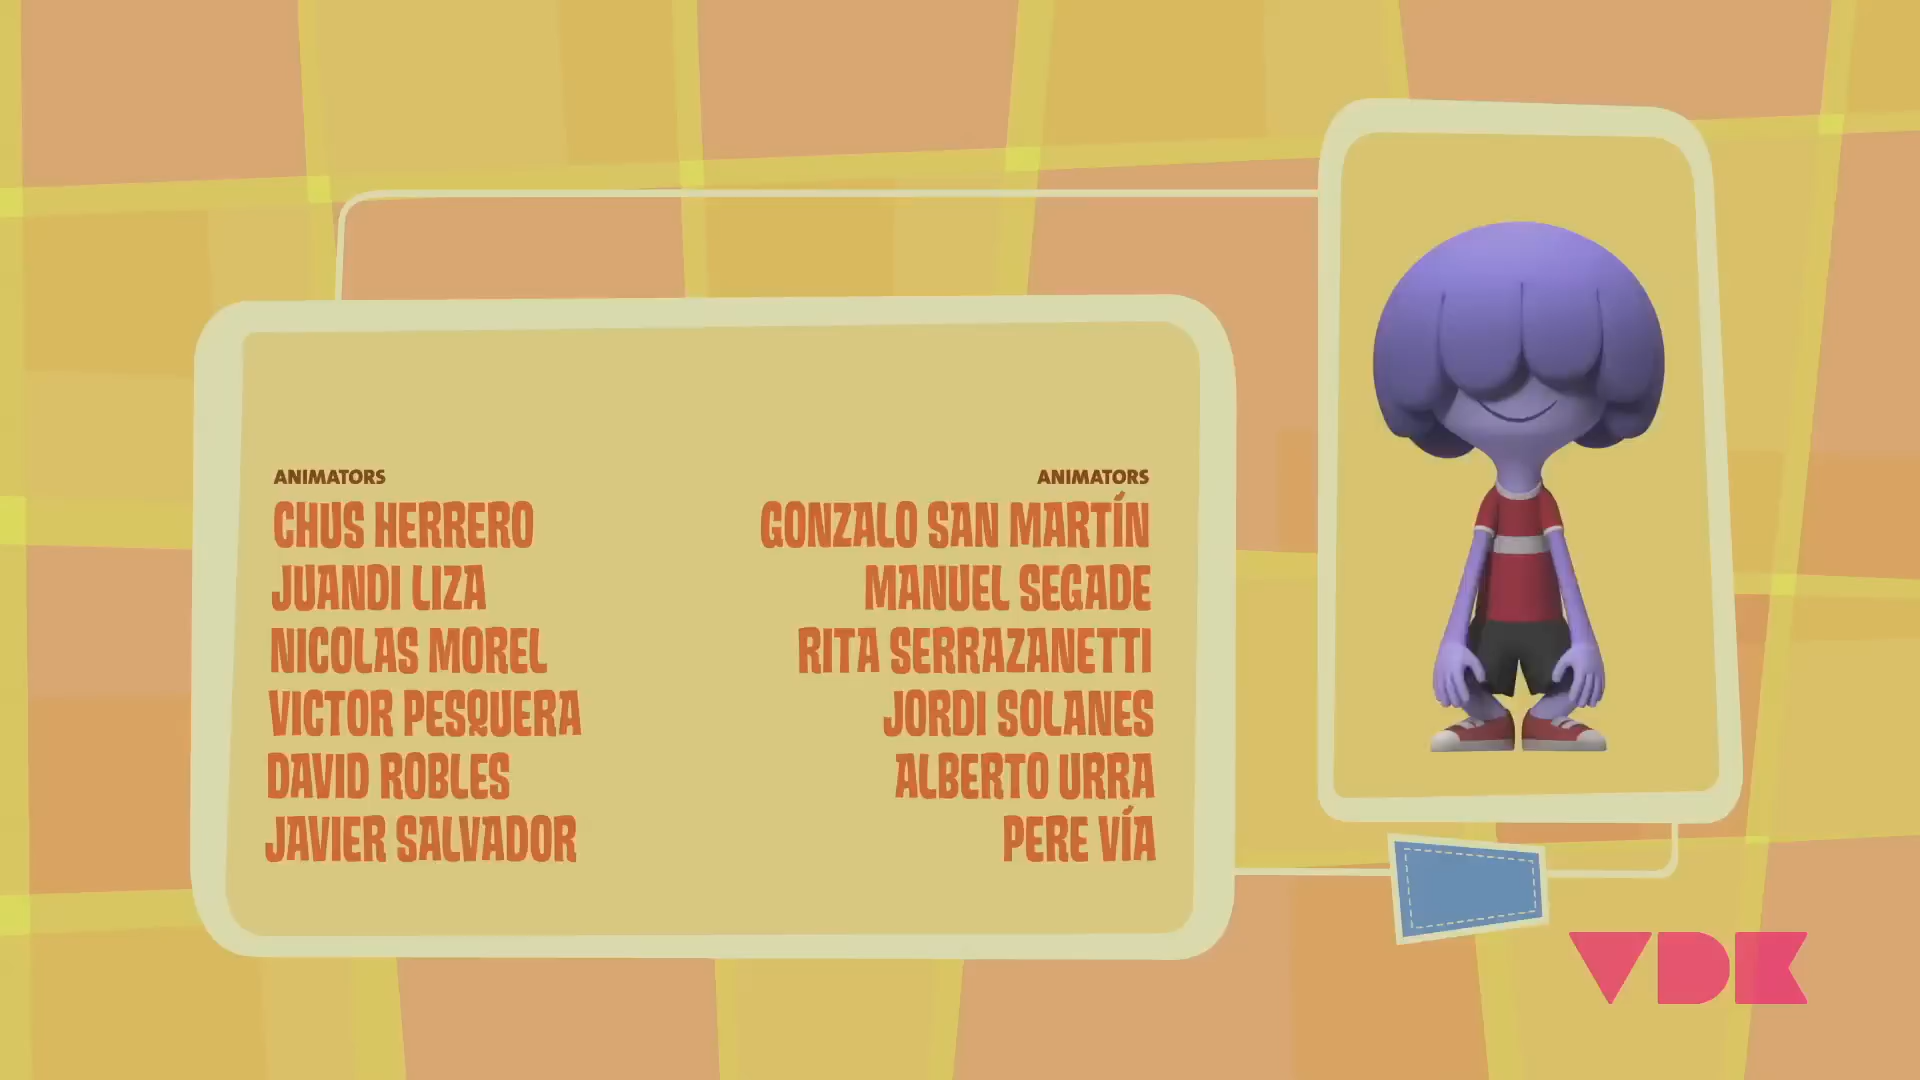 ANIMATORS
CHUS HERRERO
JUANDI LIZA
NICOLAS MOREL
VICTOR PESQUERA
DAVID ROBLES
JAVIER SALVADOR
ANIMATORS
GONZALO SAN MARTÍN
MANUEL SEGADE
RITA SERRAZANETTI
JORDI SOLANES
ALBERTO URRA
PERE VÍA
VDK